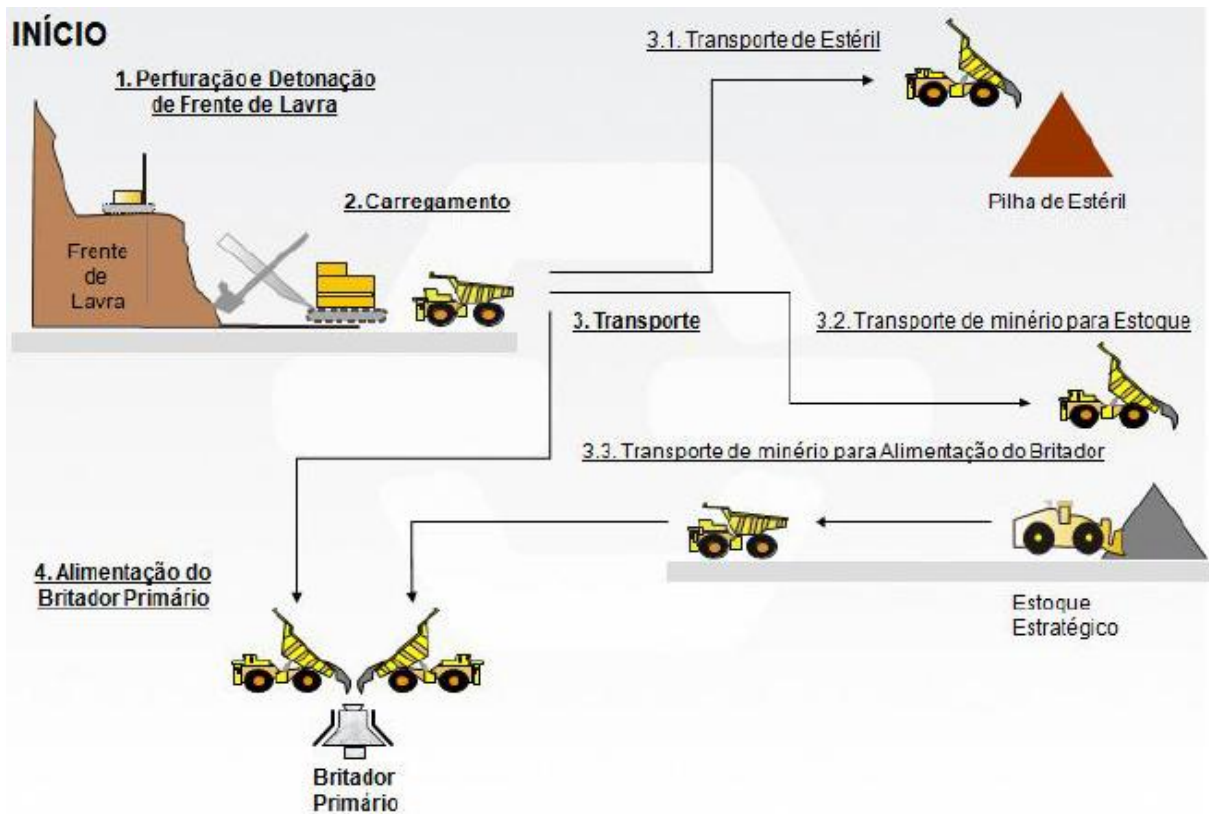 INÍCIO
1. Perfuração e Detonação
de Frente de Lavra
Frente
de
Lavra
2. Carregamento
3. Transporte
3.1. Transporte de Estéril
Pilha de Estéril
3.2. Transporte de minério para Estoque
3.3. Transporte de minério para Alimentação do Britador
Estoque
Estratégico
4. Alimentação do
Britador Primário
Britador
Primário